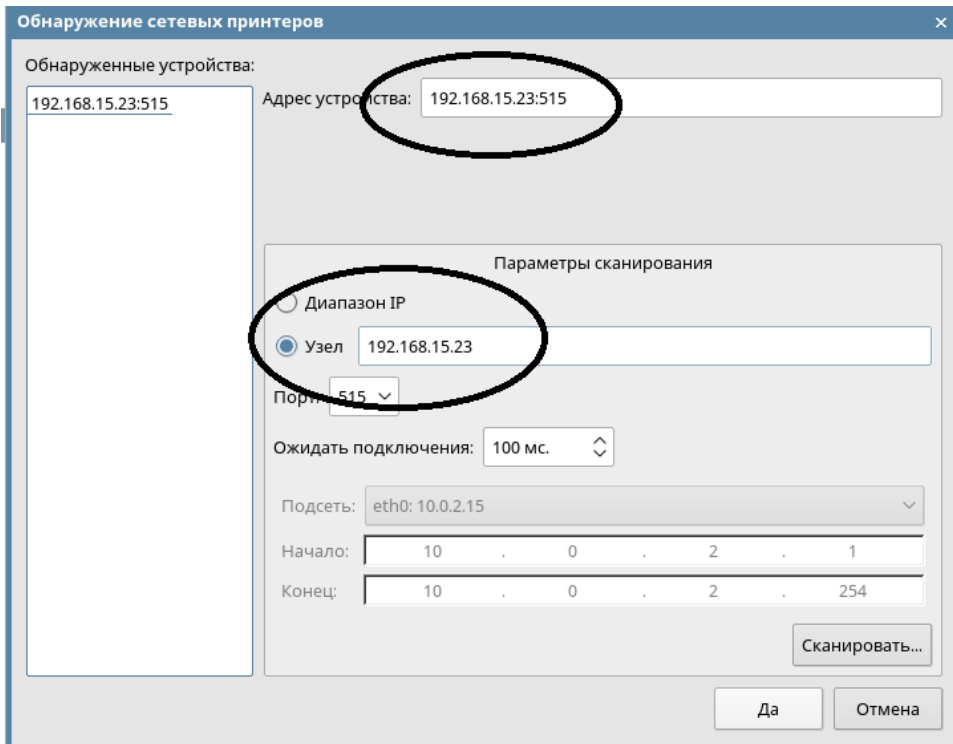 Обнаружение сетевых принтеров
Обнаруженные устройства:
192.168.15.23:515
Адрес устройства: 192.168.15.23:515
Параметры сканирования
Диапазон IP
Узел 192.168.15.23
Порт: 515
Ожидать подключения: 100 мс.
Подсеть: eth0: 10.0.2.15
Начало: 10 . 0 . 2 . 1
Конец: 10 . 0 . 2 . 254
Сканировать...
Да Отмена